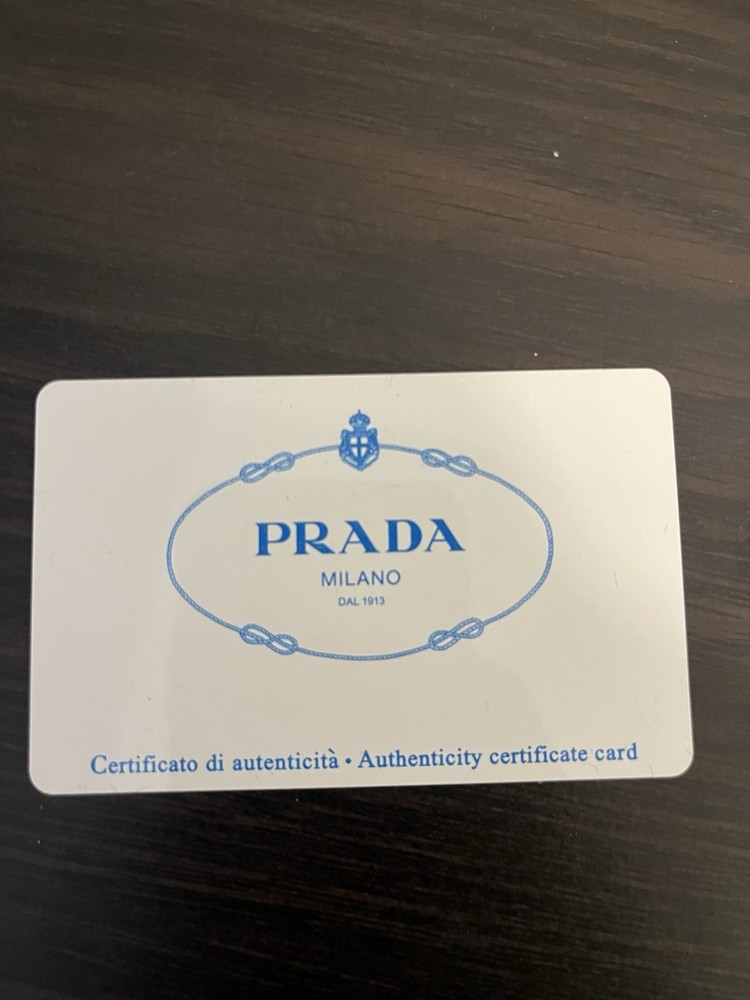 PRADA
MILANO
DAL 1913
Certificato di autenticità • Authenticity certificate card